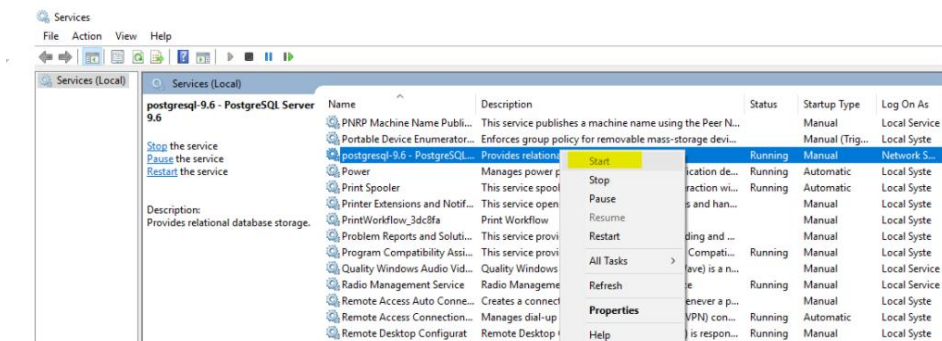 Services
File Action View Help
Services (Local)
Services (Local)
postgresql-9.6 - PostgreSQL Server 9.6
Stop the service
Pause the service
Restart the service
Description:
Provides relational database storage.
Name Description Status Startup Type Log On As
PNRP Machine Name Publi... This service publishes a machine name using the Peer N... Manual Local Service
Portable Device Enumerator... Enforces group policy for removable mass-storage devi... Manual (Trig... Local Syste
postgresql-9.6 - PostgreSQL... Provides relationa Running Manual Network S...
Power Manages power p ication de... Running Automatic Local Syste
Print Spooler This service spool raction wi... Running Automatic Local Syste
Printer Extensions and Notif... This service open s and han... Manual Local Syste
PrintWorkflow_3dc8fa Print Workflow Manual Local Syste
Problem Reports and Soluti... This service provi ding and ... Manual Local Syste
Program Compatibility Assi... This service provi Compati... Running Manual Local Syste
Quality Windows Audio Vid... Quality Windows ave) is a n... Manual Local Service
Radio Management Service Radio Manageme e Running Manual Local Service
Remote Access Auto Conne... Creates a connect enever a p... Manual Local Syste
Remote Access Connection... Manages dial-up VPN) con... Running Automatic Local Syste
Remote Desktop Configurat Remote Desktop ) is respon... Running Manual Local Syste
Start
Stop
Pause
Resume
Restart
All Tasks >
Refresh
Properties
Help